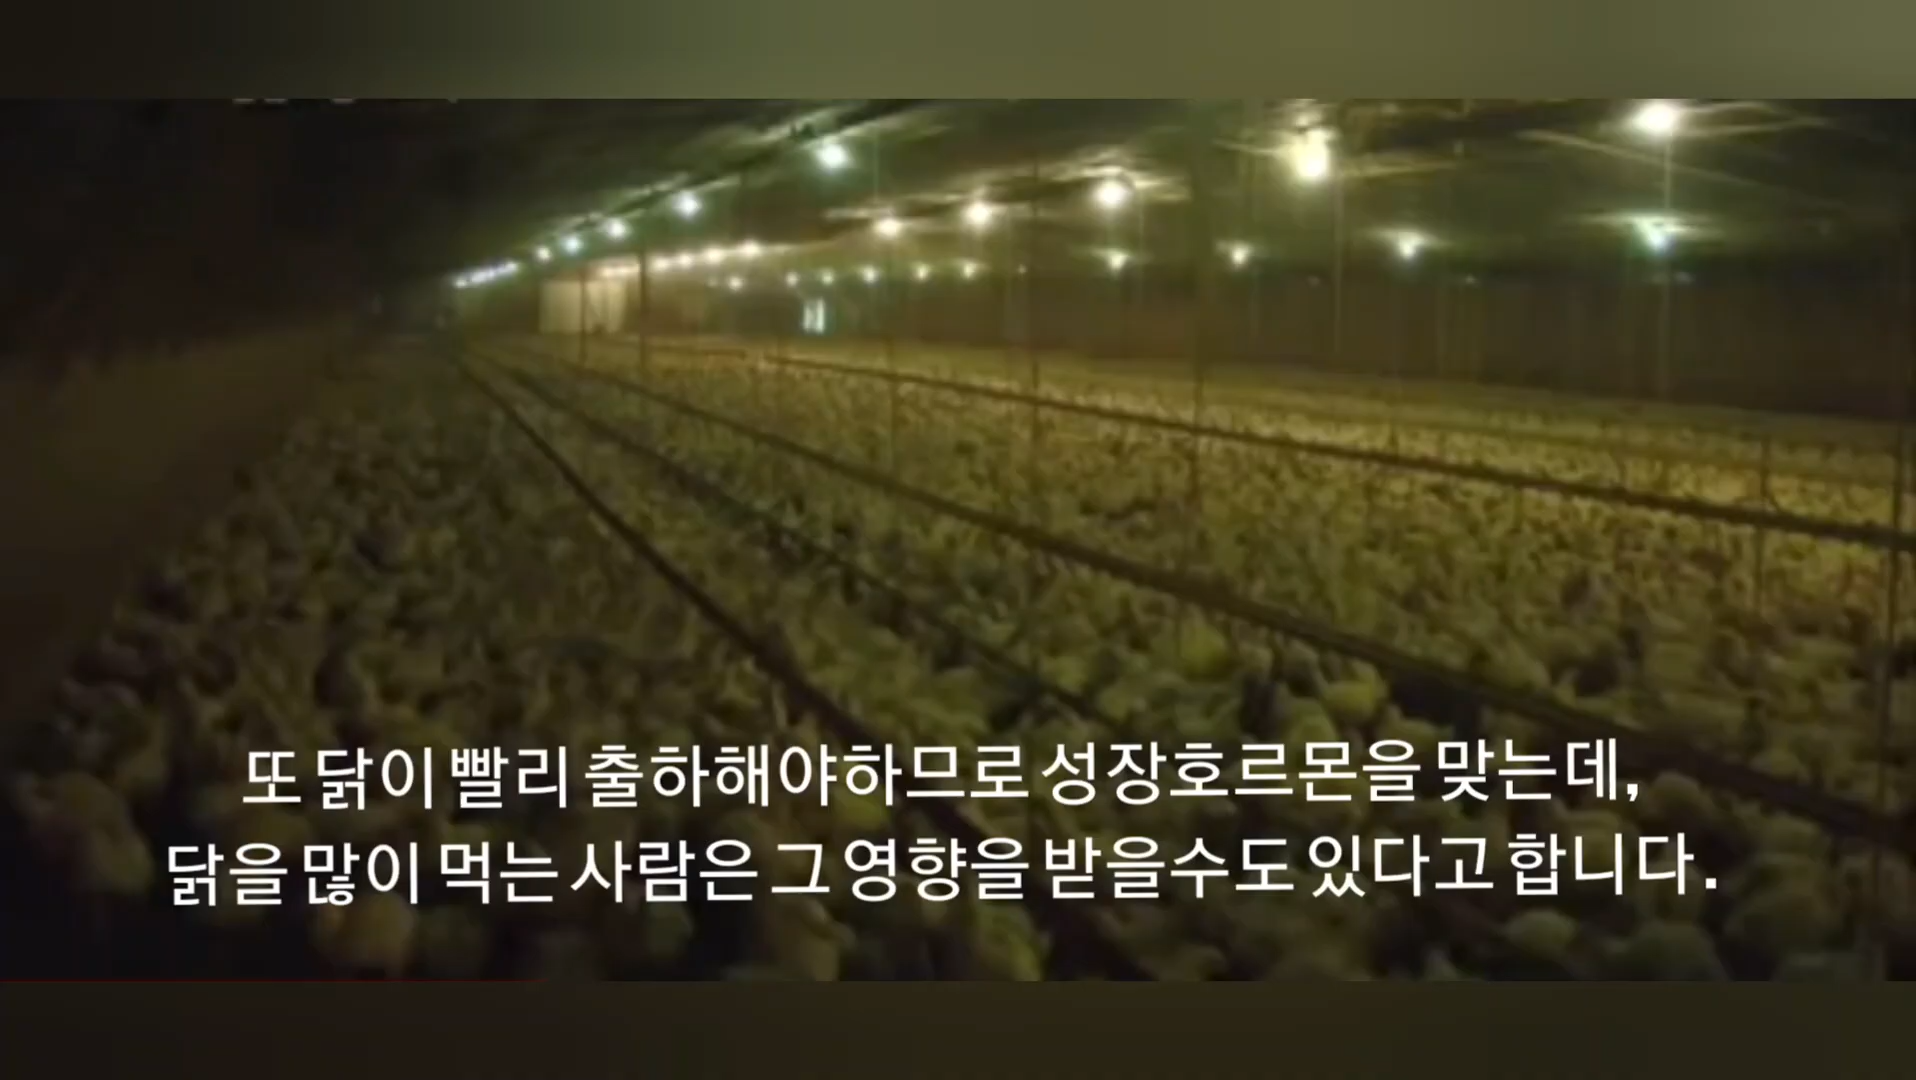 또 닭이 빨리 출하해야하므로 성장호르몬을 맞는데,
닭을 많이 먹는 사람은 그 영향을 받을수도 있다고 합니다.